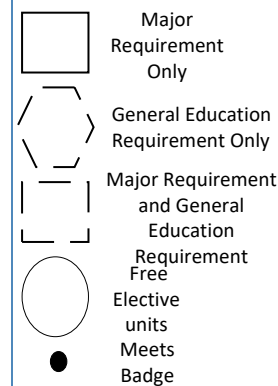 Major
Requirement
Only
General Education
Requirement Only
Major Requirement
and General
Education
Requirement
Free
Elective
units
Meets
Badge